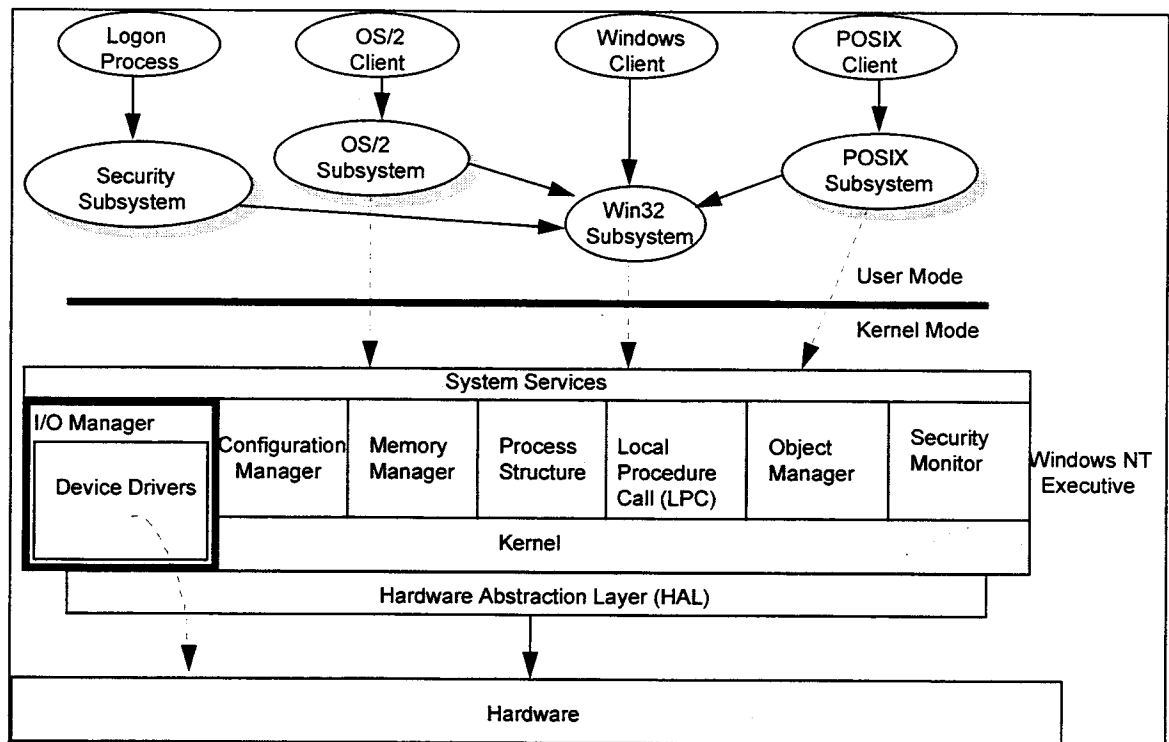 Logon
Process
OS/2
Client
Windows
Client
POSIX
Client
Security
Subsystem
OS/2
Subsystem
Win32
Subsystem
POSIX
Subsystem
User Mode
Kernel Mode
System Services
I/O Manager
Device Drivers
Configuration
Manager
Memory
Manager
Process
Structure
Local
Procedure
Call (LPC)
Object
Manager
Security
Monitor
Windows NT
Executive
Kernel
Hardware Abstraction Layer (HAL)
Hardware